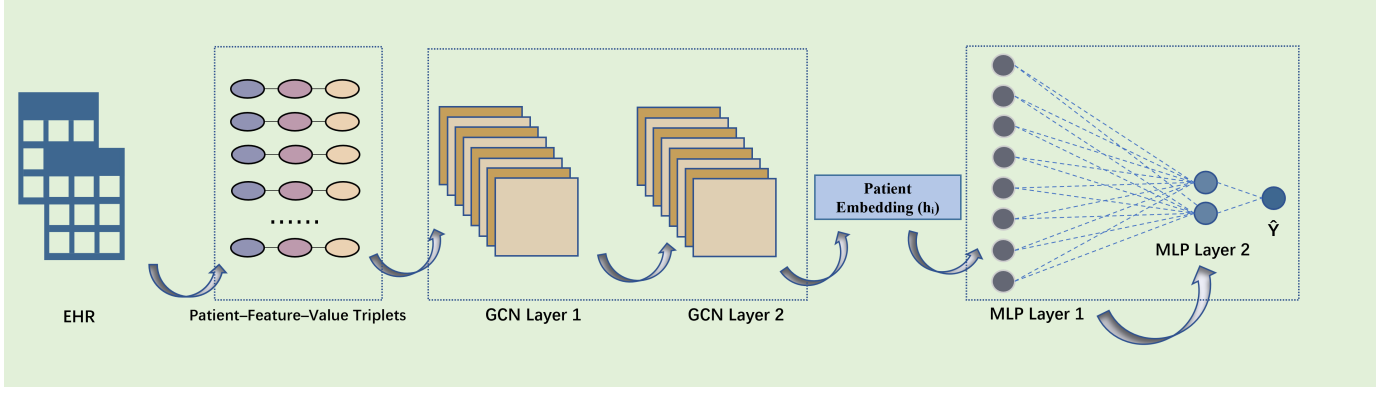 EHR
......
Patient–Feature–Value Triplets
GCN Layer 1
GCN Layer 2
Patient
Embedding (hᵢ)
MLP Layer 1
MLP Layer 2
Ŷ